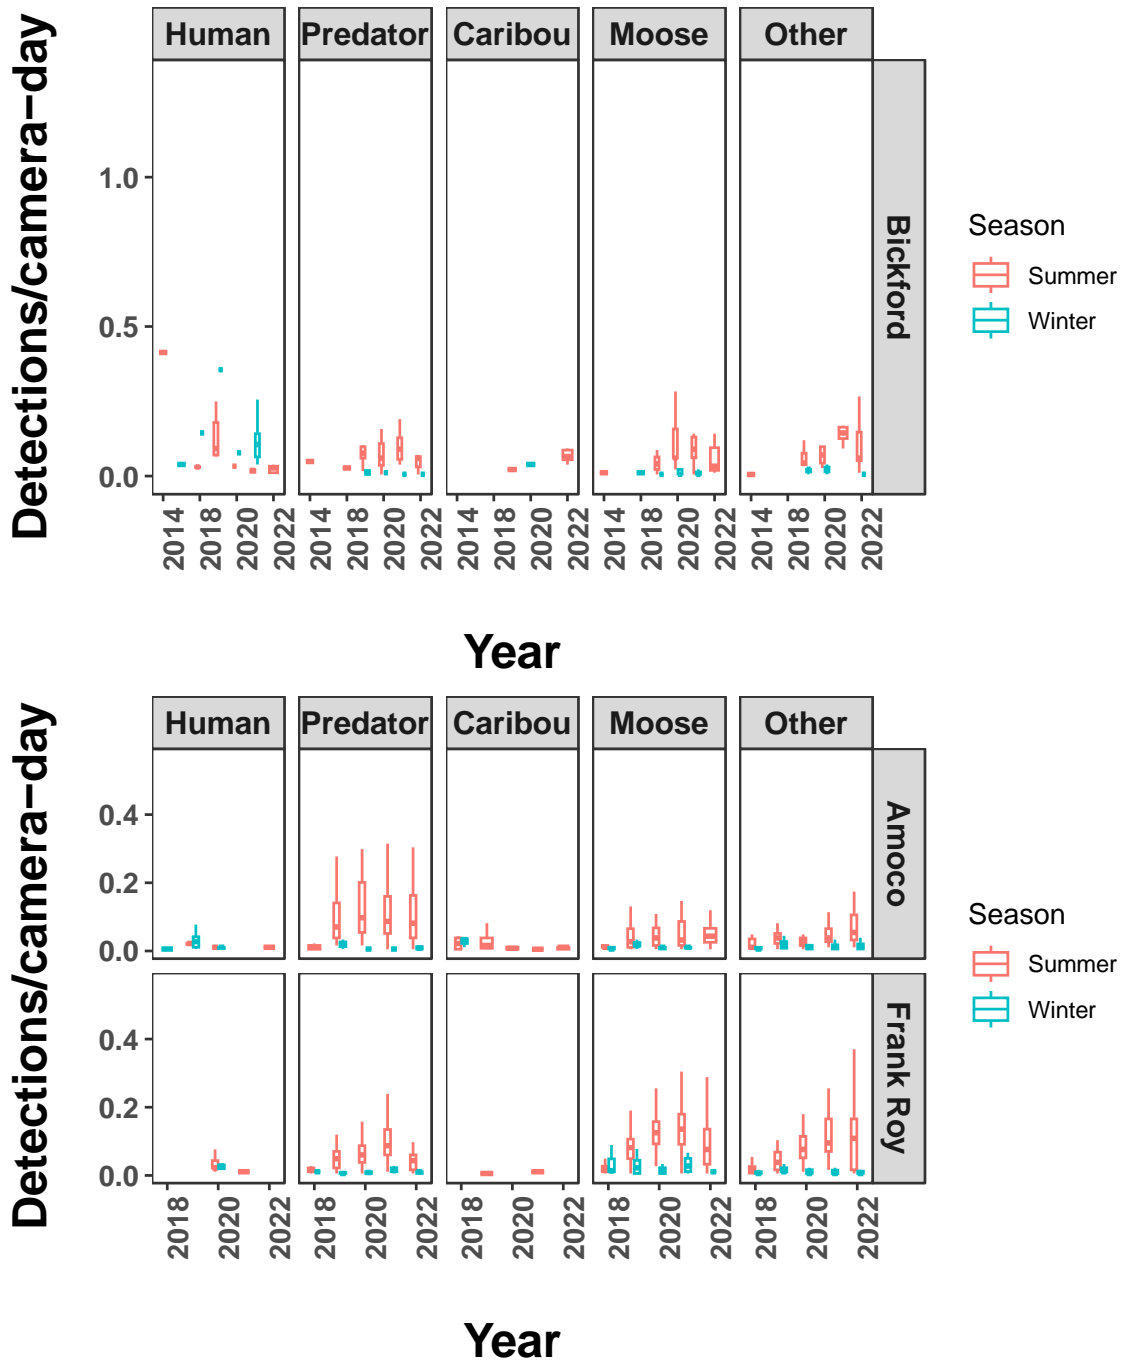 Human Predator Caribou Moose Other
Detections/camera−day
1.0
0.5
0.0
Bickford
Season
Summer
Winter
2014 2018 2020 2022 2014 2018 2020 2022 2014 2018 2020 2022 2014 2018 2020 2022 2014 2018 2020 2022
Year
Human Predator Caribou Moose Other
Detections/camera−day
0.4
0.2
0.0
Amoco
0.4
0.2
0.0
Frank Roy
Season
Summer
Winter
2018 2020 2022 2018 2020 2022 2018 2020 2022 2018 2020 2022 2018 2020 2022
Year